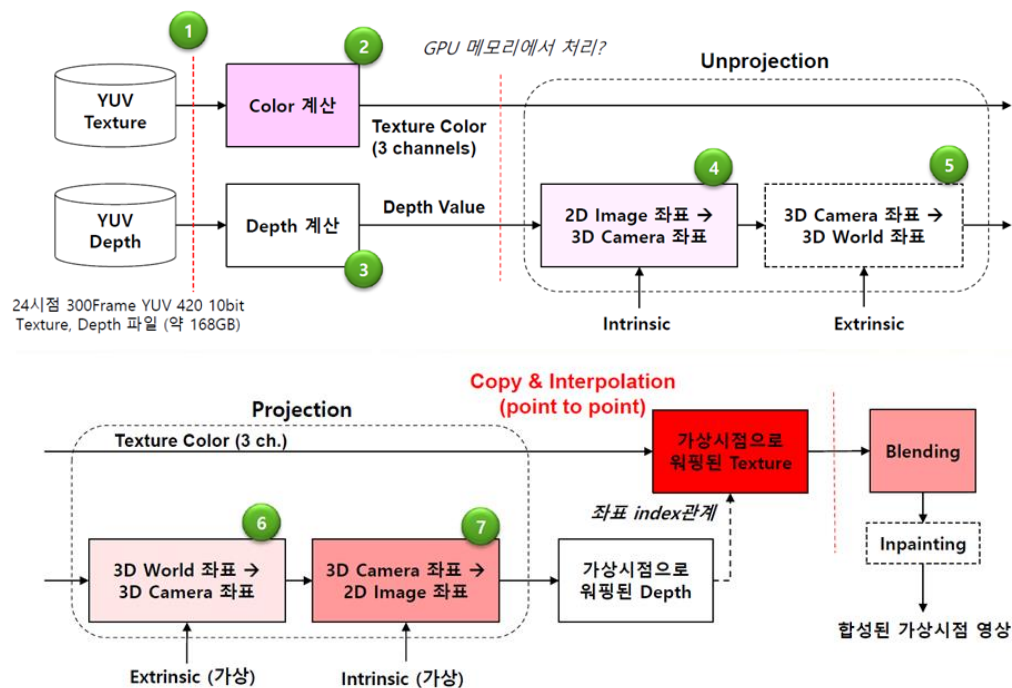 1
2
GPU 메모리에서 처리?
Unprojection
YUV
Texture
Color 계산
Texture Color
(3 channels)
4
5
YUV
Depth
Depth 계산
Depth Value
2D Image 좌표 →
3D Camera 좌표
3D Camera 좌표 →
3D World 좌표
3
24시점 300Frame YUV 420 10bit
Texture, Depth 파일 (약 168GB)
Intrinsic
Extrinsic
Copy & Interpolation
(point to point)
Projection
Texture Color (3 ch.)
가상시점으로
워핑된 Texture
Blending
좌표 index관계
6
7
Inpainting
3D World 좌표 →
3D Camera 좌표
3D Camera 좌표 →
2D Image 좌표
가상시점으로
워핑된 Depth
합성된 가상시점 영상
Extrinsic (가상)
Intrinsic (가상)